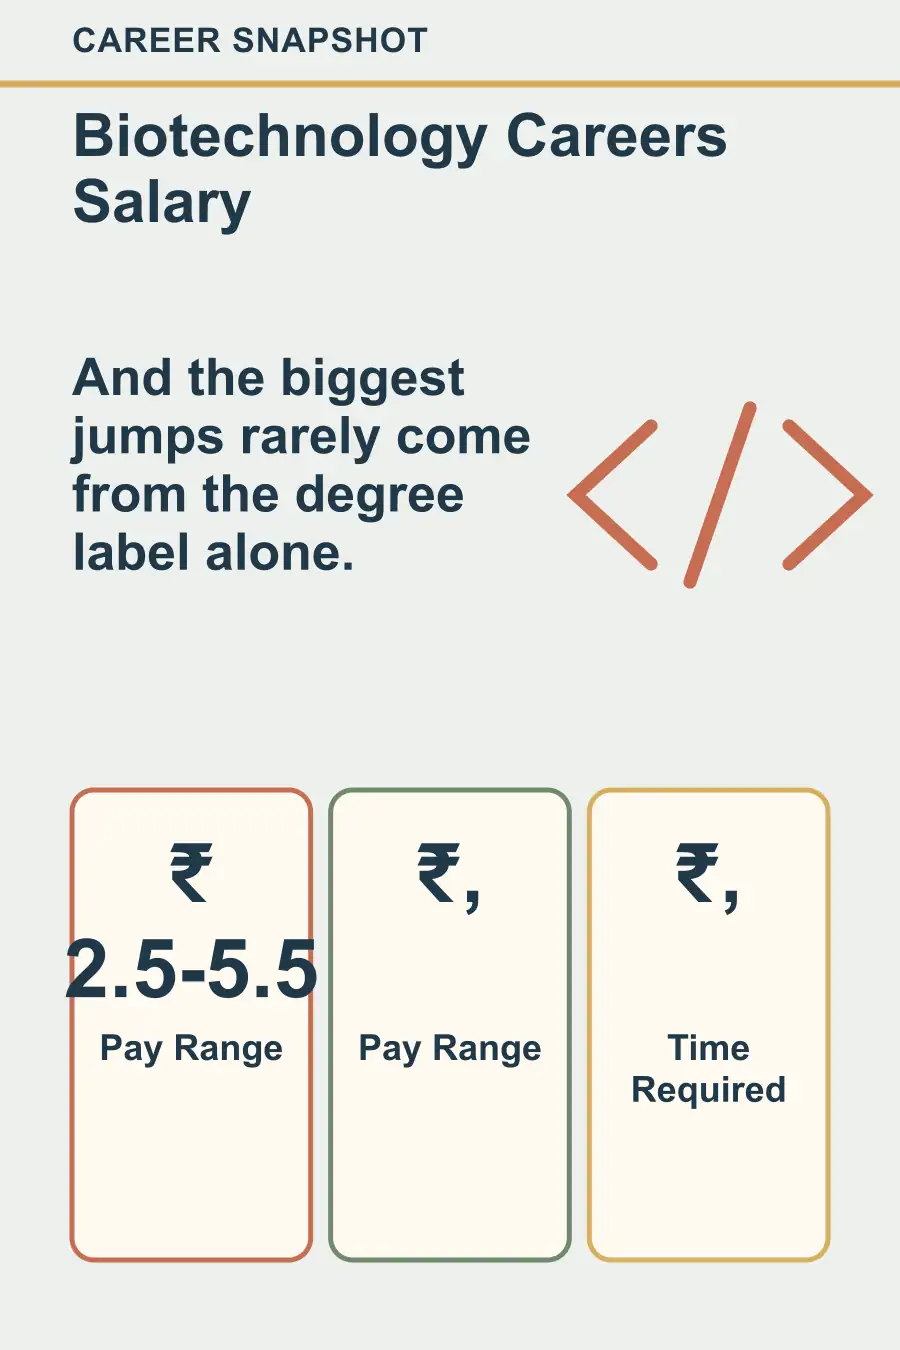 CAREER SNAPSHOT
Biotechnology Careers
Salary
And the biggest
jumps rarely come
from the degree
label alone.
₹
2.5-5.5
Pay Range
₹,
Pay Range
₹,
Time
Required